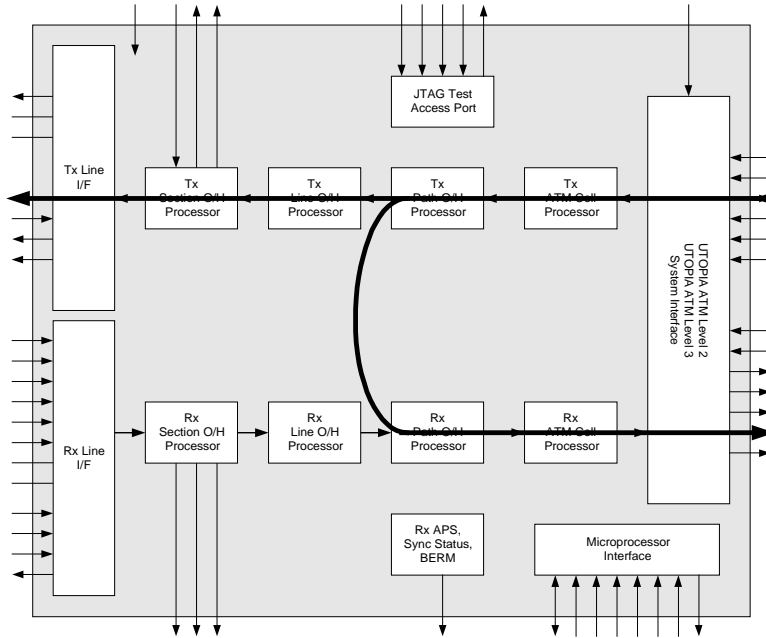 JTAG Test
Access Port
Tx Line
I/F
Tx
Section O/H
Processor
Tx
Line O/H
Processor
Tx
Path O/H
Processor
Tx
ATM Cell
Processor
UTOPIA ATM Level 2
UTOPIA ATM Level 3
System Interface
Rx Line
I/F
Rx
Section O/H
Processor
Rx
Line O/H
Processor
Rx
Path O/H
Processor
Rx
ATM Cell
Processor
Rx APS,
Sync Status,
BERM
Microprocessor
Interface